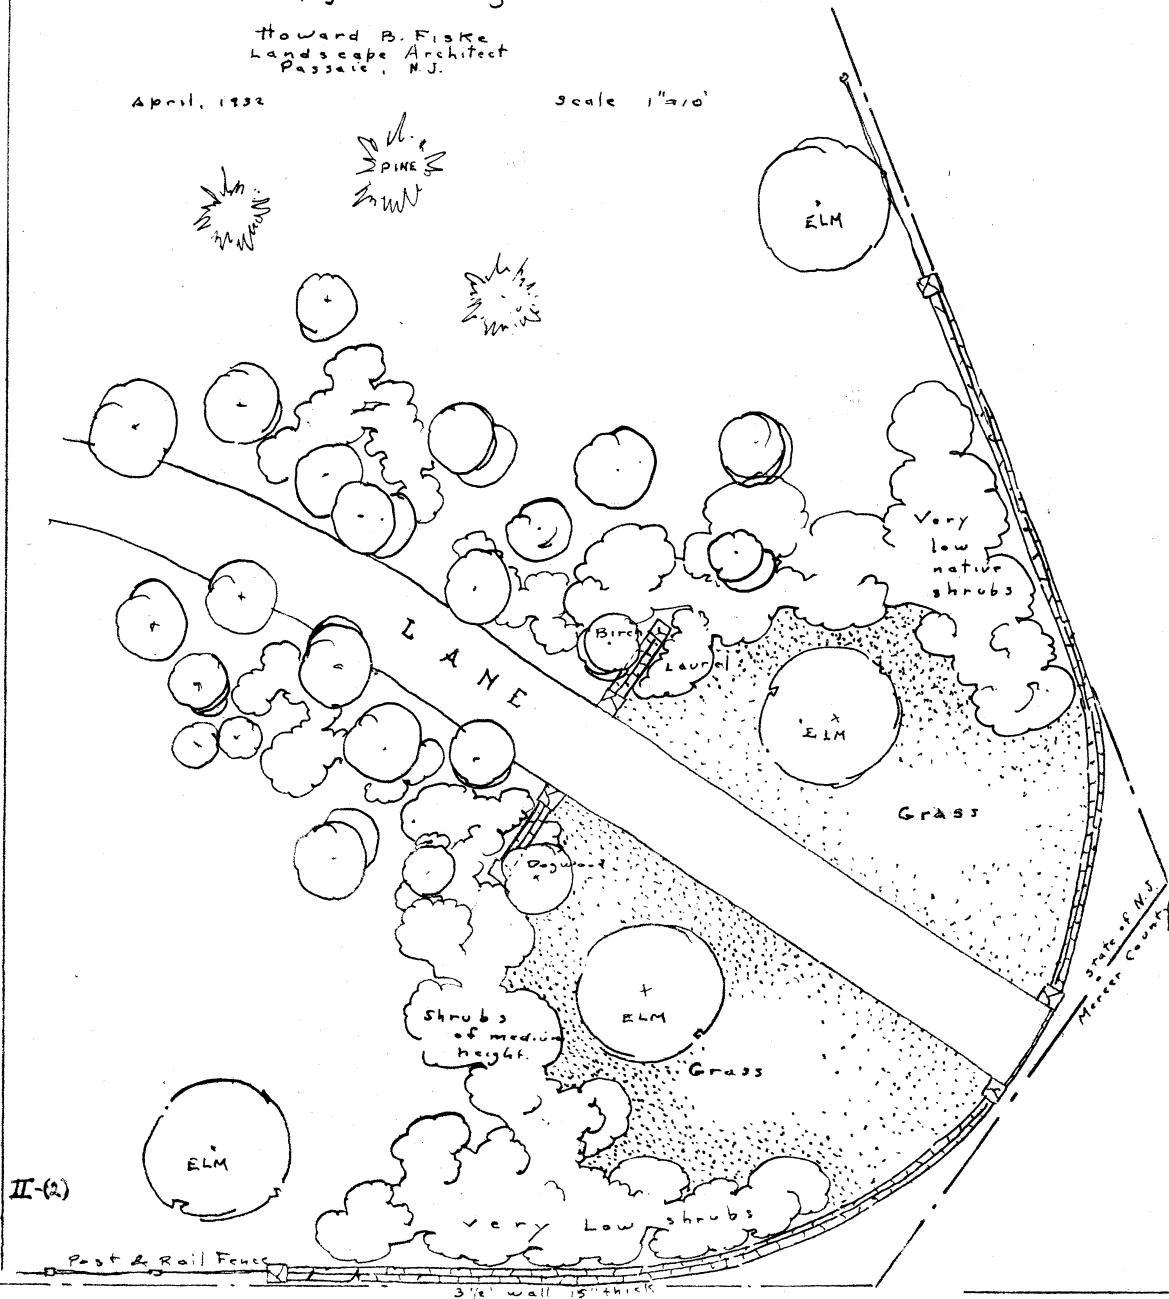 Howard B. Fiske
Landscape Architect
Passaic, N.J.
April, 1932
Scale 1"=10'
PINE
ELM
Very
low
native
shrubs
LANE
Birch
Laurel
ELM
Grass
Dogwood
State of N.J.
Mercer County
Shrubs
of medium
height.
ELM
Grass
ELM
II-(2)
Very Low shrubs
Post & Rail Fence
3½' wall 15" thick